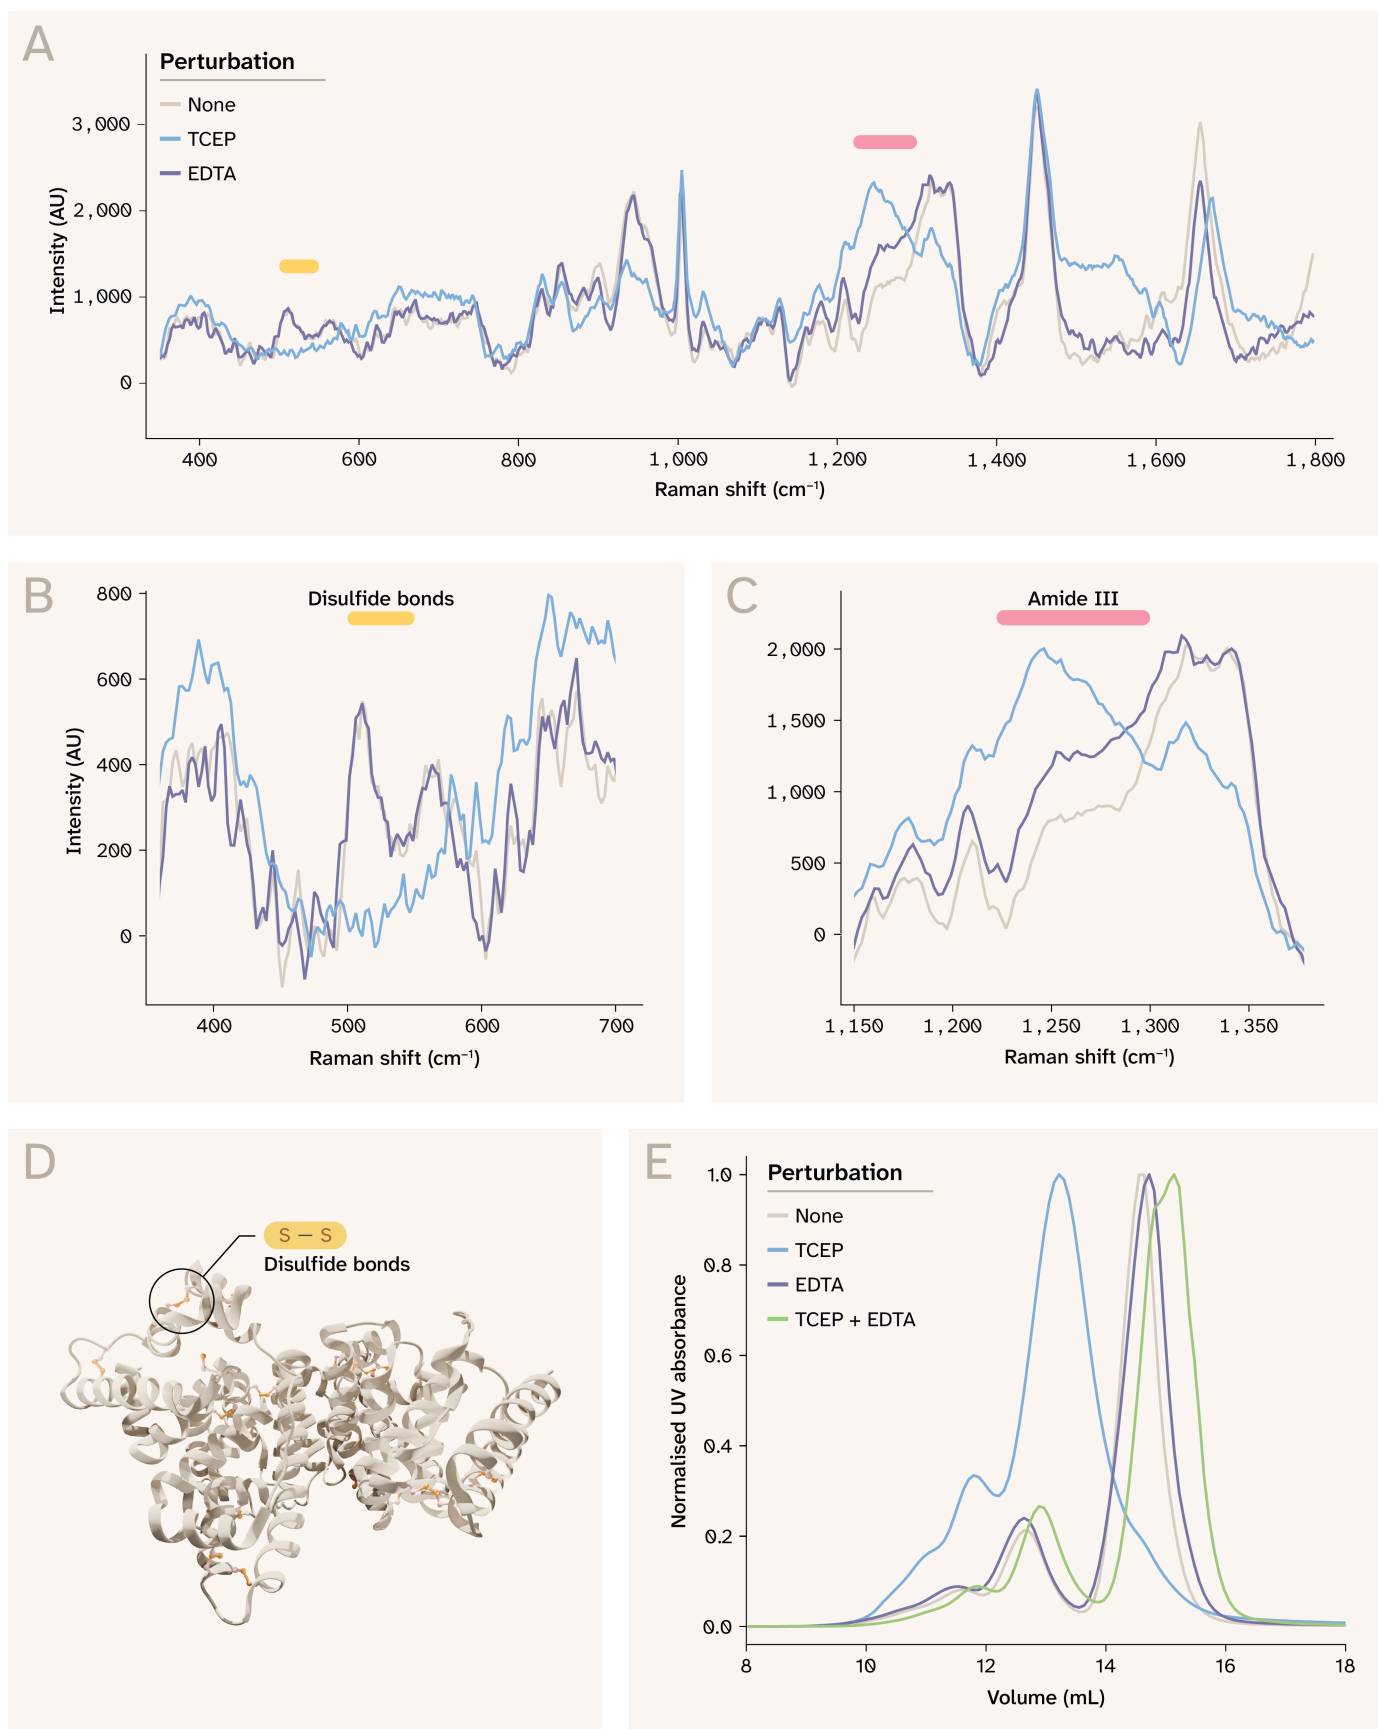 A
Perturbation
None
TCEP
EDTA
3,000
2,000
1,000
0
Intensity (AU)
400 600 800 1,000 1,200 1,400 1,600 1,800
Raman shift (cm⁻¹)
B
Disulfide bonds
800
600
400
200
0
Intensity (AU)
400 500 600 700
Raman shift (cm⁻¹)
C
Amide III
2,000
1,500
1,000
500
0
1,150 1,200 1,250 1,300 1,350
Raman shift (cm⁻¹)
D
S — S
Disulfide bonds
E
Perturbation
None
TCEP
EDTA
TCEP + EDTA
1.0
0.8
0.6
0.4
0.2
0.0
Normalised UV absorbance
8 10 12 14 16 18
Volume (mL)